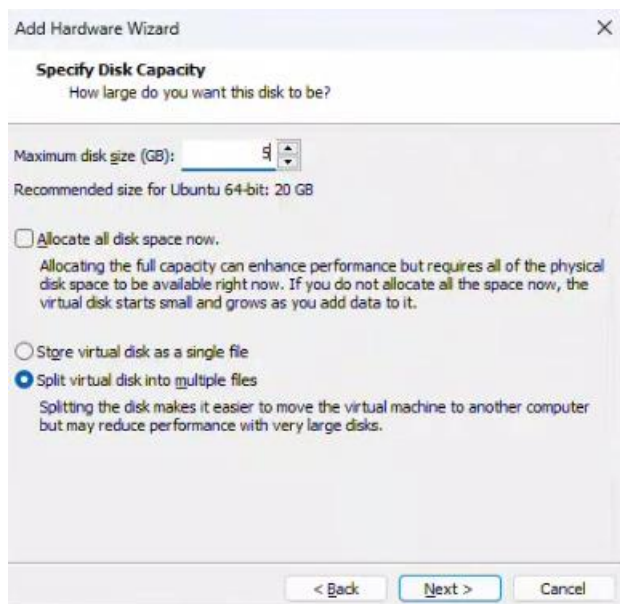 Add Hardware Wizard
Specify Disk Capacity
How large do you want this disk to be?
Maximum disk size (GB): 5
Recommended size for Ubuntu 64-bit: 20 GB
Allocate all disk space now.
Allocating the full capacity can enhance performance but requires all of the physical
disk space to be available right now. If you do not allocate all the space now, the
virtual disk starts small and grows as you add data to it.
Store virtual disk as a single file
Split virtual disk into multiple files
Splitting the disk makes it easier to move the virtual machine to another computer
but may reduce performance with very large disks.
< Back Next > Cancel